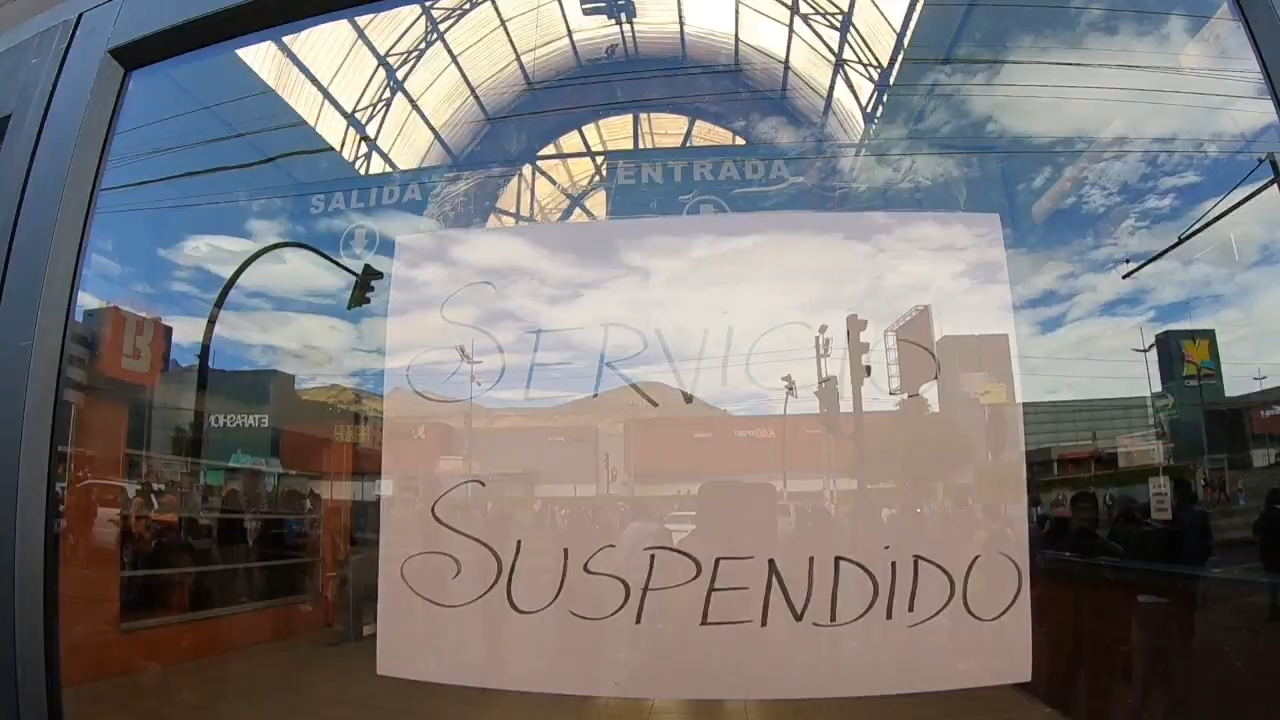 SALIDA
ENTRADA
SERVICIO
SUSPENDIDO
ETAFASHION